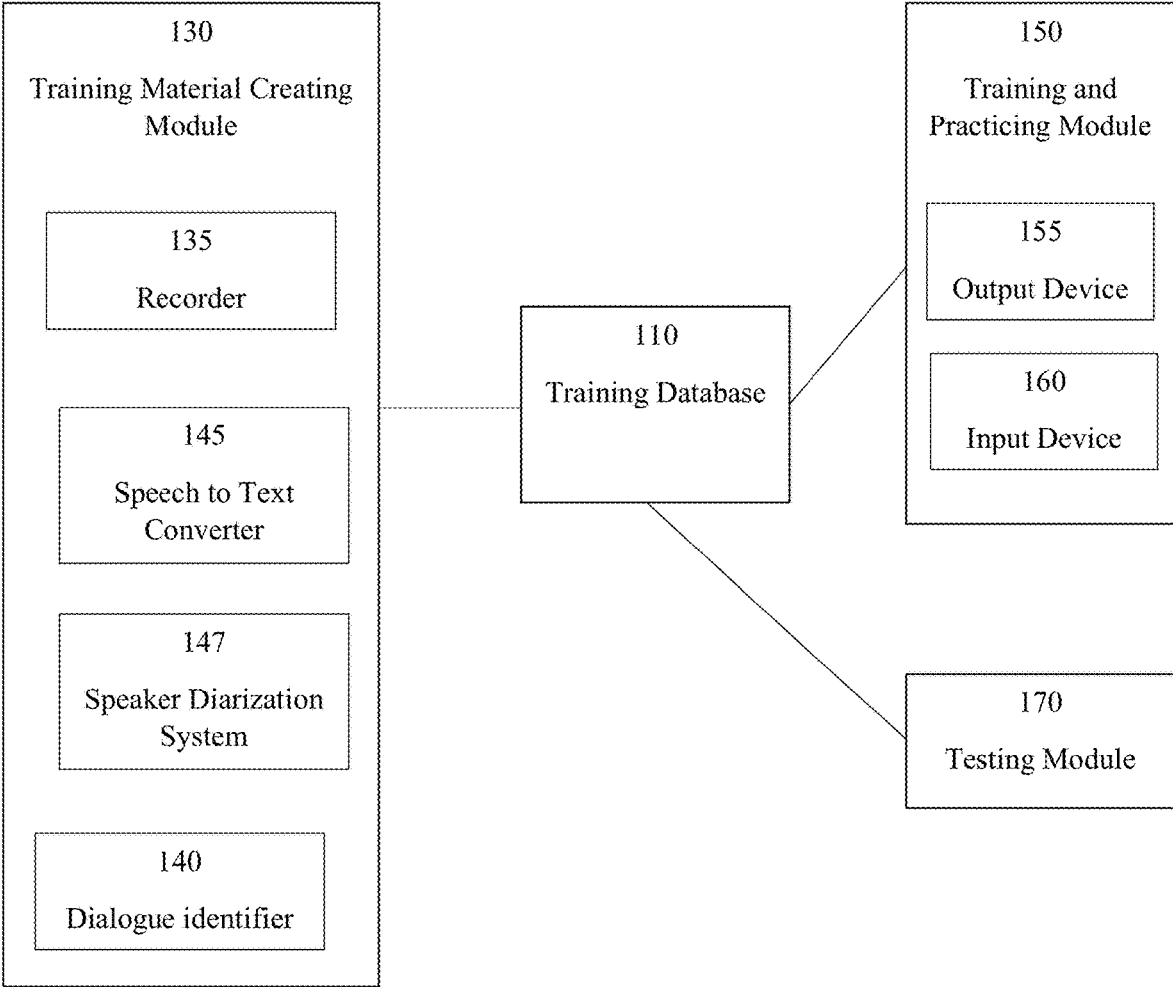 130
Training Material Creating
Module
135
Recorder
145
Speech to Text
Converter
147
Speaker Diarization
System
140
Dialogue identifier
110
Training Database
150
Training and
Practicing Module
155
Output Device
160
Input Device
170
Testing Module